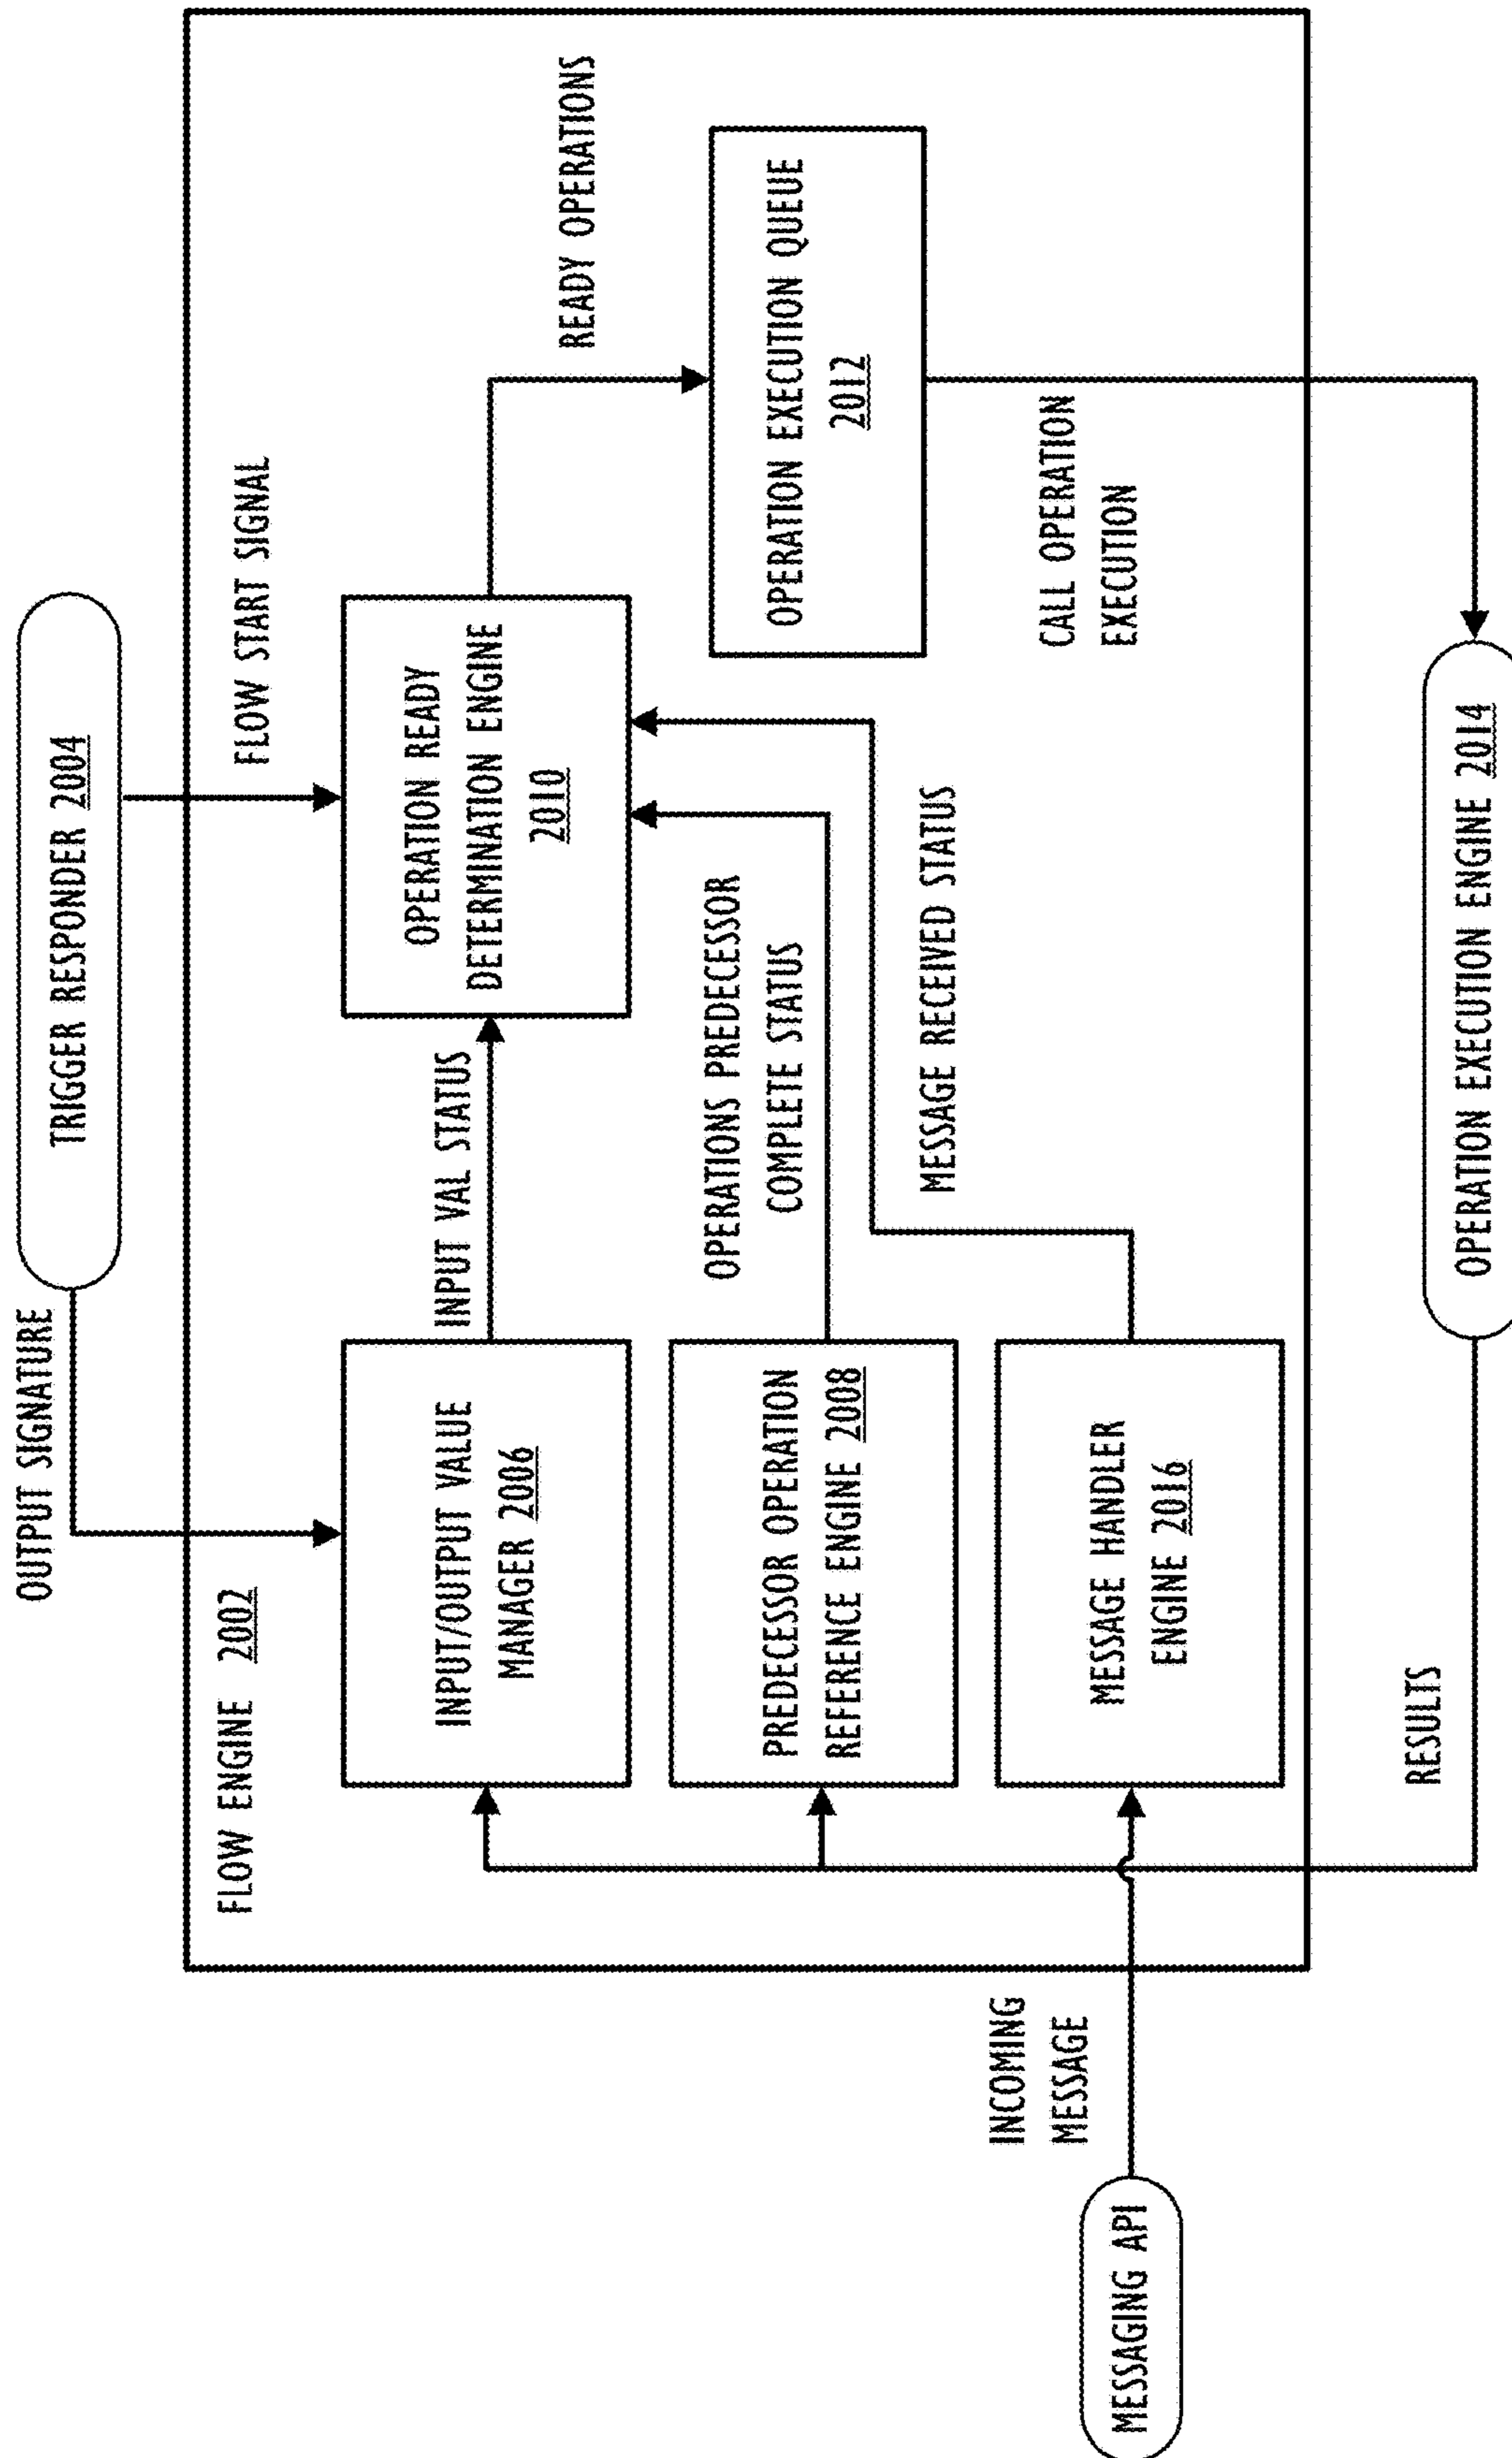 TRIGGER RESPONDER 2004
OUTPUT SIGNATURE
FLOW START SIGNAL
FLOW ENGINE 2002
INPUT/OUTPUT VALUE
MANAGER 2006
INPUT VAL STATUS
OPERATION READY
DETERMINATION ENGINE
2010
READY OPERATIONS
PREDECESSOR OPERATION
REFERENCE ENGINE 2008
OPERATIONS PREDECESSOR
COMPLETE STATUS
OPERATION EXECUTION QUEUE
2012
MESSAGE RECEIVED STATUS
INCOMING
MESSAGE
MESSAGE HANDLER
ENGINE 2016
CALL OPERATION
EXECUTION
MESSAGING API
RESULTS
OPERATION EXECUTION ENGINE 2014